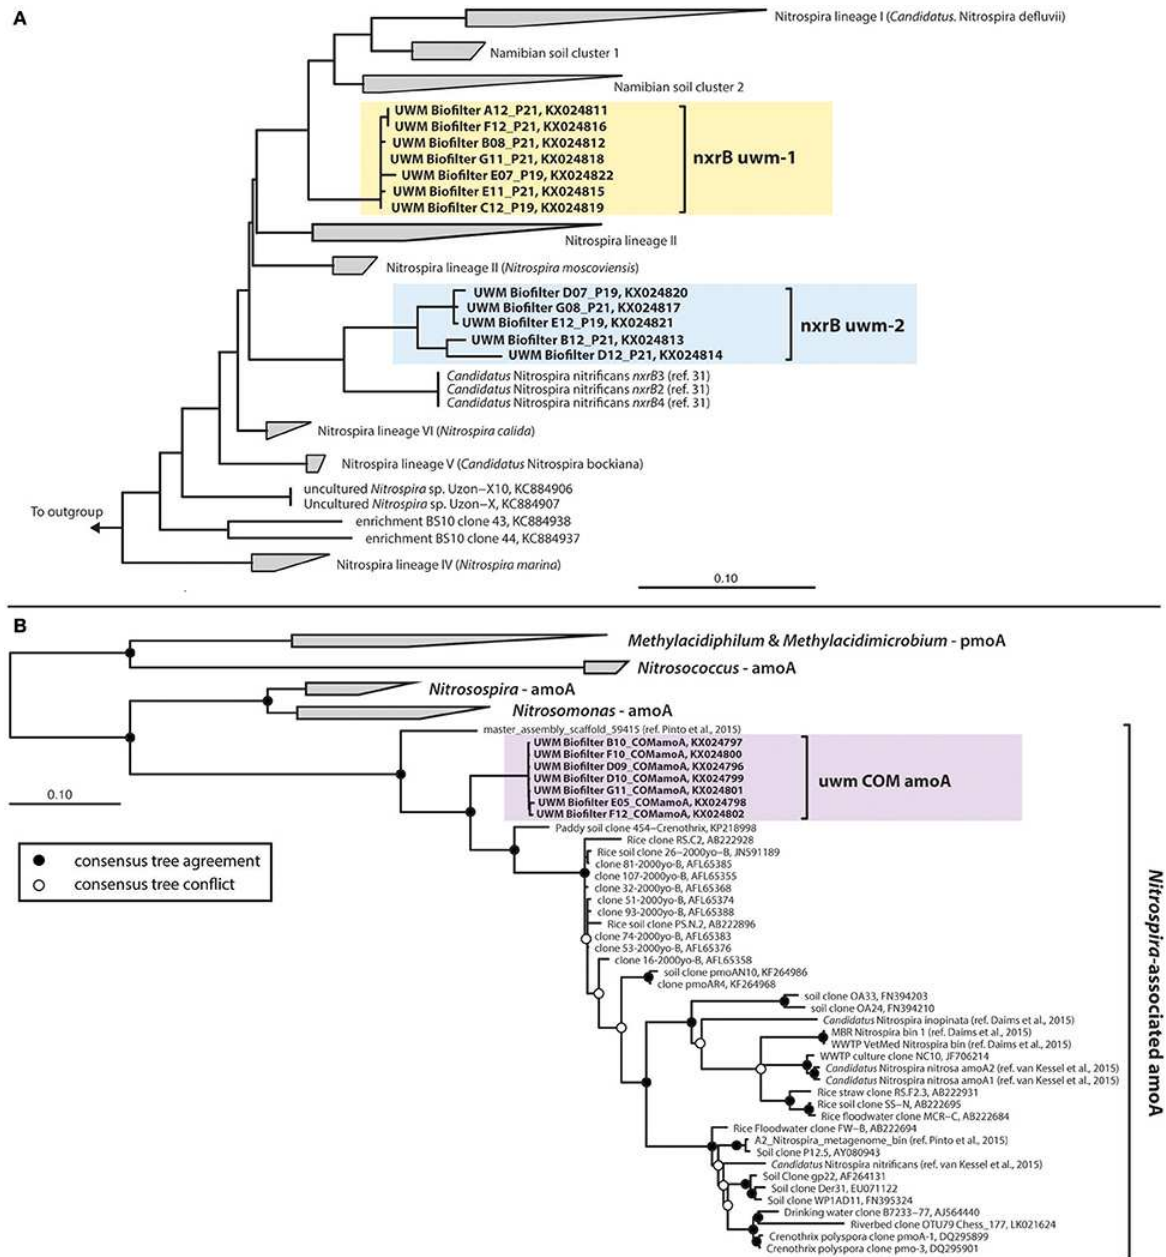 A
Nitrospira lineage I (Candidatus. Nitrospira defluvii)
Namibian soil cluster 1
Namibian soil cluster 2
UWM Biofilter A12_P21, KX024811
UWM Biofilter F12_P21, KX024816
UWM Biofilter B08_P21, KX024812
UWM Biofilter G11_P21, KX024818
UWM Biofilter E07_P19, KX024822
UWM Biofilter E11_P21, KX024815
UWM Biofilter C12_P19, KX024819
nxrB uwm-1
Nitrospira lineage II
Nitrospira lineage II (Nitrospira moscoviensis)
UWM Biofilter D07_P19, KX024820
UWM Biofilter G08_P21, KX024817
UWM Biofilter E12_P19, KX024821
UWM Biofilter B12_P21, KX024813
UWM Biofilter D12_P21, KX024814
nxrB uwm-2
Candidatus Nitrospira nitrificans nxrB3 (ref. 31)
Candidatus Nitrospira nitrificans nxrB2 (ref. 31)
Candidatus Nitrospira nitrificans nxrB4 (ref. 31)
Nitrospira lineage VI (Nitrospira calida)
Nitrospira lineage V (Candidatus Nitrospira bockiana)
uncultured Nitrospira sp. Uzon−X10, KC884906
Uncultured Nitrospira sp. Uzon−X, KC884907
To outgroup
enrichment BS10 clone 43, KC884938
enrichment BS10 clone 44, KC884937
Nitrospira lineage IV (Nitrospira marina)
0.10
B
Methylacidiphilum & Methylacidimicrobium - pmoA
Nitrosococcus - amoA
Nitrosospira - amoA
Nitrosomonas - amoA
master_assembly_scaffold_59415 (ref. Pinto et al., 2015)
UWM Biofilter B10_COMamoA, KX024797
UWM Biofilter F10_COMamoA, KX024800
UWM Biofilter D09_COMamoA, KX024796
UWM Biofilter D10_COMamoA, KX024799
UWM Biofilter G11_COMamoA, KX024801
UWM Biofilter E05_COMamoA, KX024798
UWM Biofilter F12_COMamoA, KX024802
uwm COM amoA
0.10
consensus tree agreement
consensus tree conflict
Paddy soil clone 454−Crenothrix, KP218998
Rice clone RS.C2, AB222928
Rice soil clone 26−2000yo−B, JN591189
clone 81-2000yo-B, AFL65385
clone 107-2000yo-B, AFL65355
clone 32-2000yo-B, AFL65368
clone 51-2000yo-B, AFL65374
clone 93-2000yo-B, AFL65388
Rice soil clone PS.N.2, AB222896
clone 74-2000yo-B, AFL65383
clone 53-2000yo-B, AFL65376
clone 16-2000yo-B, AFL65358
soil clone pmoAN10, KF264986
clone pmoAR4, KF264968
soil clone OA33, FN394203
soil clone OA24, FN394210
Candidatus Nitrospira inopinata (ref. Daims et al., 2015)
MBR Nitrospira bin 1 (ref. Daims et al., 2015)
WWTP VetMed Nitrospira bin (ref. Daims et al., 2015)
WWTP culture clone NC10, JF706214
Candidatus Nitrospira nitrosa amoA2 (ref. van Kessel et al., 2015)
Candidatus Nitrospira nitrosa amoA1 (ref. van Kessel et al., 2015)
Rice straw clone RS.F2.3, AB222931
Rice soil clone SS−N, AB222695
Rice floodwater clone MCR−C, AB222684
Rice Floodwater clone FW−B, AB222694
A2_Nitrospira_metagenome_bin (ref. Pinto et al., 2015)
Soil clone P12.5, AY080943
Candidatus Nitrospira nitrificans (ref. van Kessel et al., 2015)
Soil Clone gp22, AF264131
Soil clone Der31, EU071122
Soil clone WP1AD11, FN395324
Drinking water clone B7233−77, AJ564440
Riverbed clone OTU79 Chess_177, LK021624
Crenothrix polyspora clone pmoA-1, DQ295899
Crenothrix polyspora clone pmo-3, DQ295901
Nitrospira-associated amoA